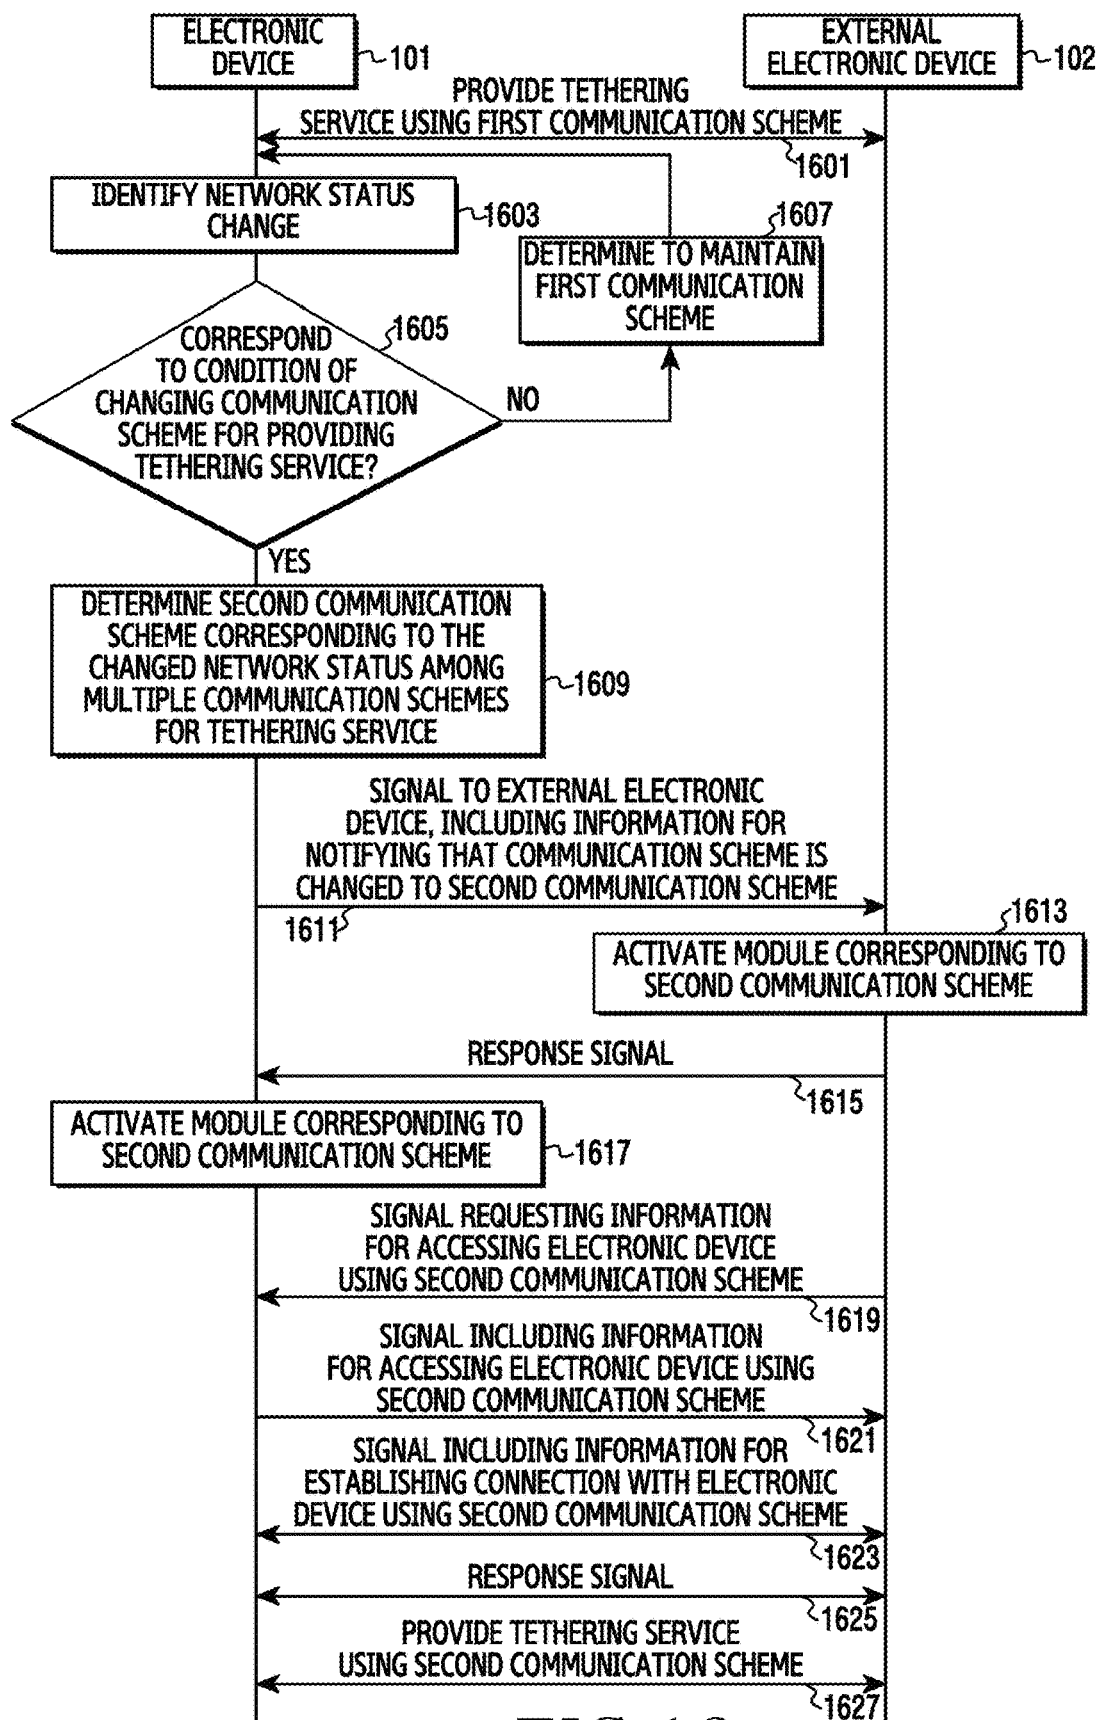 ELECTRONIC
DEVICE
101
EXTERNAL
ELECTRONIC DEVICE
102
PROVIDE TETHERING
SERVICE USING FIRST COMMUNICATION SCHEME
1601
IDENTIFY NETWORK STATUS
CHANGE
1603
1607
DETERMINE TO MAINTAIN
FIRST COMMUNICATION
SCHEME
1605
CORRESPOND
TO CONDITION OF
CHANGING COMMUNICATION
SCHEME FOR PROVIDING
TETHERING SERVICE?
NO
YES
DETERMINE SECOND COMMUNICATION
SCHEME CORRESPONDING TO THE
CHANGED NETWORK STATUS AMONG
MULTIPLE COMMUNICATION SCHEMES
FOR TETHERING SERVICE
1609
SIGNAL TO EXTERNAL ELECTRONIC
DEVICE, INCLUDING INFORMATION FOR
NOTIFYING THAT COMMUNICATION SCHEME IS
CHANGED TO SECOND COMMUNICATION SCHEME
1611
1613
ACTIVATE MODULE CORRESPONDING TO
SECOND COMMUNICATION SCHEME
RESPONSE SIGNAL
1615
ACTIVATE MODULE CORRESPONDING TO
SECOND COMMUNICATION SCHEME
1617
SIGNAL REQUESTING INFORMATION
FOR ACCESSING ELECTRONIC DEVICE
USING SECOND COMMUNICATION SCHEME
1619
SIGNAL INCLUDING INFORMATION
FOR ACCESSING ELECTRONIC DEVICE USING
SECOND COMMUNICATION SCHEME
1621
SIGNAL INCLUDING INFORMATION FOR
ESTABLISHING CONNECTION WITH ELECTRONIC
DEVICE USING SECOND COMMUNICATION SCHEME
1623
RESPONSE SIGNAL
1625
PROVIDE TETHERING SERVICE
USING SECOND COMMUNICATION SCHEME
1627